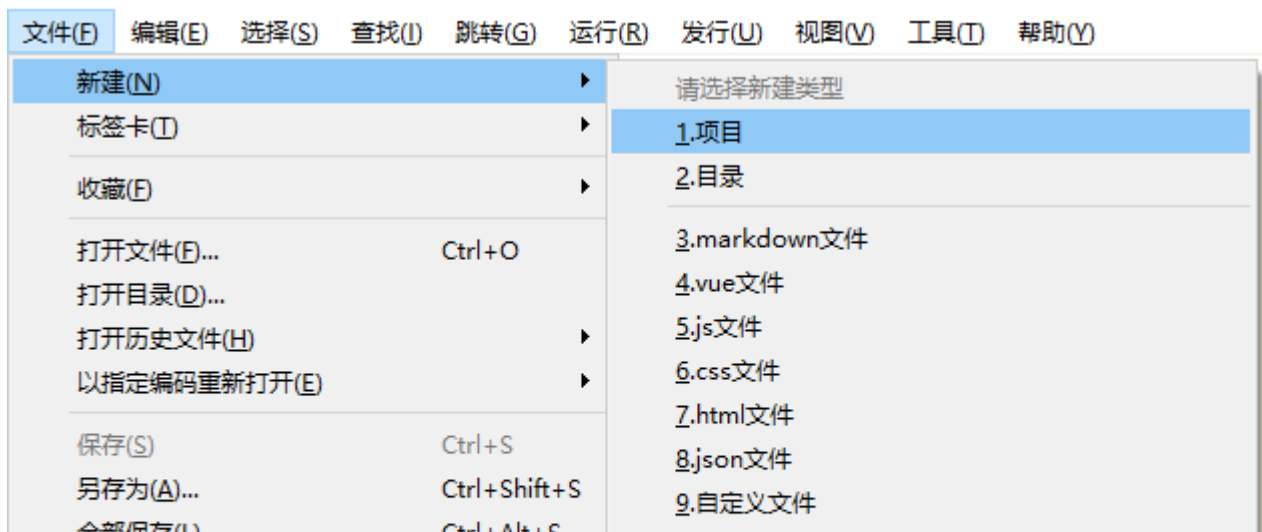 文件(F) 编辑(E) 选择(S) 查找(I) 跳转(G) 运行(R) 发行(U) 视图(V) 工具(T) 帮助(Y)
新建(N)
标签卡(T)
收藏(F)
打开文件(F)... Ctrl+O
打开目录(D)...
打开历史文件(H)
以指定编码重新打开(E)
保存(S) Ctrl+S
另存为(A)... Ctrl+Shift+S
全部保存(L) Ctrl+Alt+S
请选择新建类型
1.项目
2.目录
3.markdown文件
4.vue文件
5.js文件
6.css文件
7.html文件
8.json文件
9.自定义文件